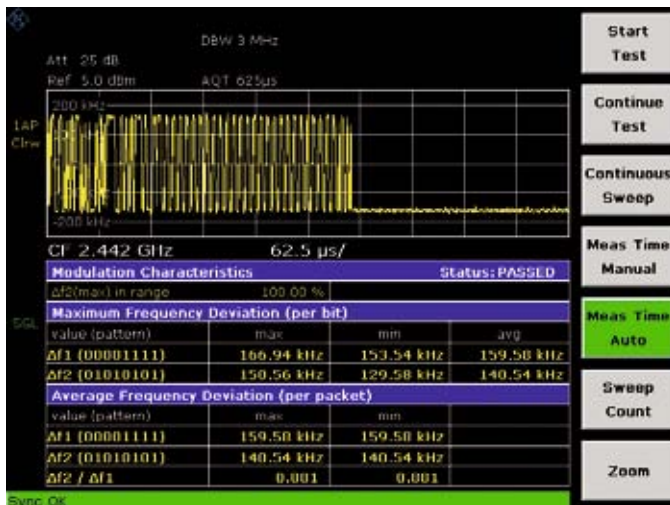 DBW 3 MHz
Att 25 dB
Ref 5.0 dBm AQT 625µs
200 kHz
1AP
Clrw
-200 kHz
CF 2.442 GHz 62.5 µs/
Modulation Characteristics Status:PASSED
Δf2(max) in range 100.00 %
Maximum Frequency Deviation (per bit)
SGL
value (pattern) max min avg
Δf1 (00001111) 166.94 kHz 153.54 kHz 159.58 kHz
Δf2 (01010101) 150.56 kHz 129.58 kHz 140.54 kHz
Average Frequency Deviation (per packet)
value (pattern) max min
Δf1 (00001111) 159.58 kHz 159.58 kHz
Δf2 (01010101) 140.54 kHz 140.54 kHz
Δf2 / Δf1 0.881 0.881
Sync OK
Start
Test
Continue
Test
Continuous
Sweep
Meas Time
Manual
Meas Time
Auto
Sweep
Count
Zoom